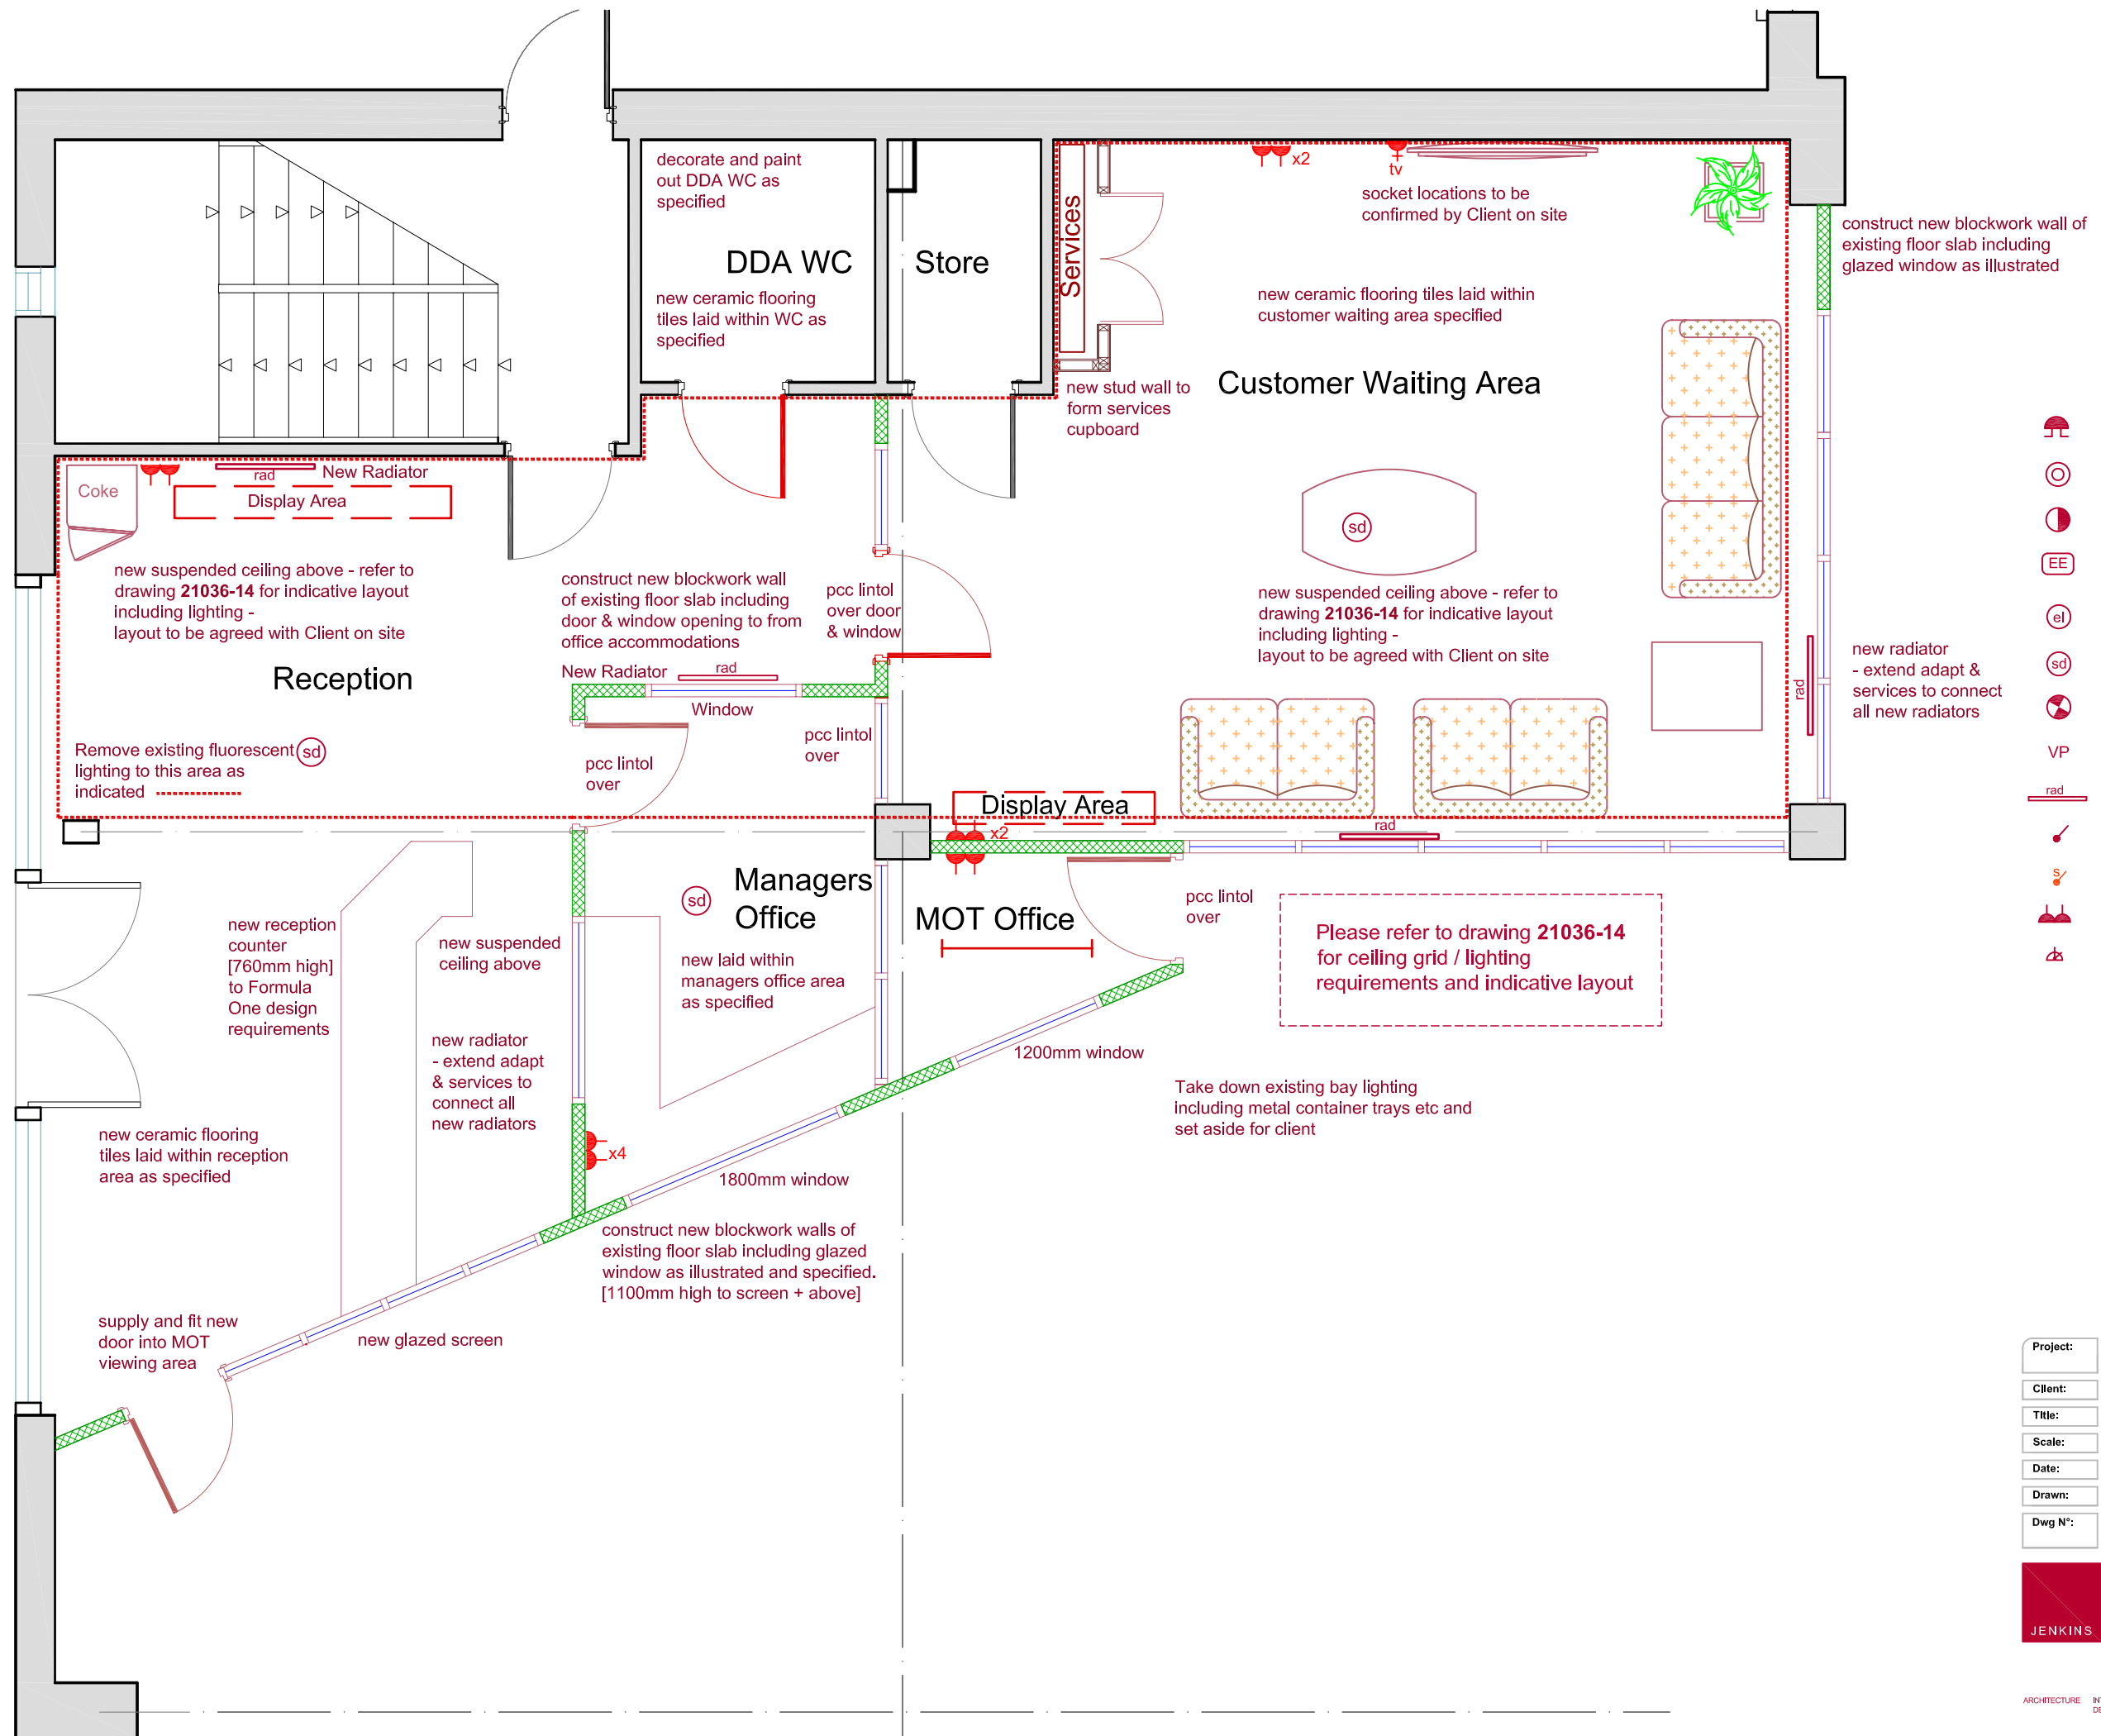 decorate and paint
out DDA WC as
specified
DDA WC
new ceramic flooring
tiles laid within WC as
specified
Store
Services
x2
tv
socket locations to be
confirmed by Client on site
new ceramic flooring tiles laid within
customer waiting area specified
Customer Waiting Area
new stud wall to
form services
cupboard
construct new blockwork wall of
existing floor slab including
glazed window as illustrated
Coke
rad
New Radiator
Display Area
new suspended ceiling above - refer to
drawing 21036-14 for indicative layout
including lighting -
layout to be agreed with Client on site
Reception
Remove existing fluorescent
lighting to this area as
indicated
sd
construct new blockwork wall
of existing floor slab including
door & window opening to from
office accommodations
New Radiator
rad
Window
pcc lintol
over door
& window
pcc lintol
over
pcc lintol
over
sd
new suspended ceiling above - refer to
drawing 21036-14 for indicative layout
including lighting -
layout to be agreed with Client on site
rad
new radiator
- extend adapt &
services to connect
all new radiators
Display Area
x2
rad
EE
el
sd
VP
rad
s
Managers
Office
sd
new laid within
managers office area
as specified
MOT Office
pcc lintol
over
Please refer to drawing 21036-14
for ceiling grid / lighting
requirements and indicative layout
new reception
counter
[760mm high]
to Formula
One design
requirements
new suspended
ceiling above
new radiator
- extend adapt
& services to
connect all
new radiators
x4
1200mm window
1800mm window
Take down existing bay lighting
including metal container trays etc and
set aside for client
new ceramic flooring
tiles laid within reception
area as specified
construct new blockwork walls of
existing floor slab including glazed
window as illustrated and specified.
[1100mm high to screen + above]
supply and fit new
door into MOT
viewing area
new glazed screen
Project:
Client:
Title:
Scale:
Date:
Drawn:
Dwg N°:
JENKINS
ARCHITECTURE